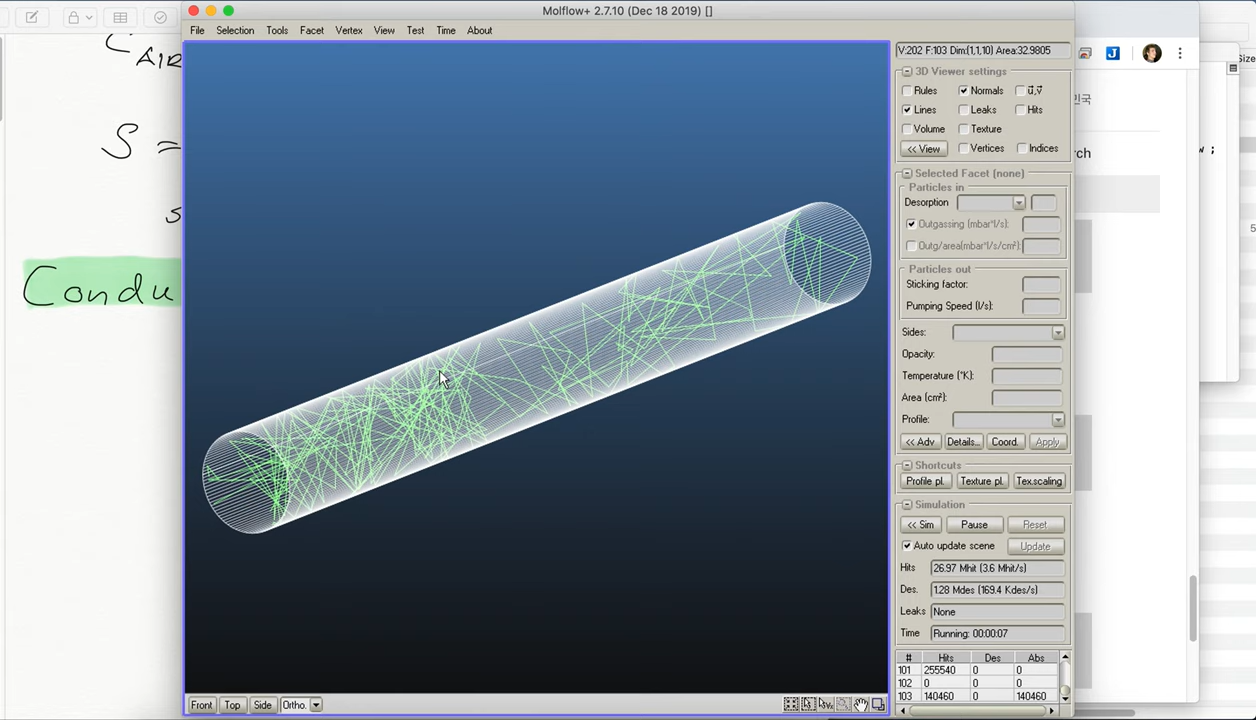 Molflow+ 2.7.10 (Dec 18 2019) []
File Selection Tools Facet Vertex View Test Time About
C AIR
S =
s
Condu
V:202 F:103 Dim:(1,1,10) Area:32.9805
3D Viewer settings
Rules Normals u⃗,v⃗
Lines Leaks Hits
Volume Texture
<< View Vertices Indices
Selected Facet (none)
Particles in
Desorption
Outgassing (mbar*l/s):
Outg/area(mbar*l/s/cm²):
Particles out
Sticking factor:
Pumping Speed (l/s):
Sides:
Opacity:
Temperature (°K):
Area (cm²):
Profile:
<< Adv Details... Coord. Apply
Shortcuts
Profile pl. Texture pl. Tex.scaling
Simulation
<< Sim Pause Reset
Auto update scene Update
Hits 26.97 Mhit (3.6 Mhit/s)
Des. 1.28 Mdes (169.4 Kdes/s)
Leaks None
Time Running: 00:00:07
# Hits Des Abs
101 255540 0 0
102 0 0 0
103 140460 0 140460
Front Top Side Ortho.
J
민국
rch
w;
Size
5